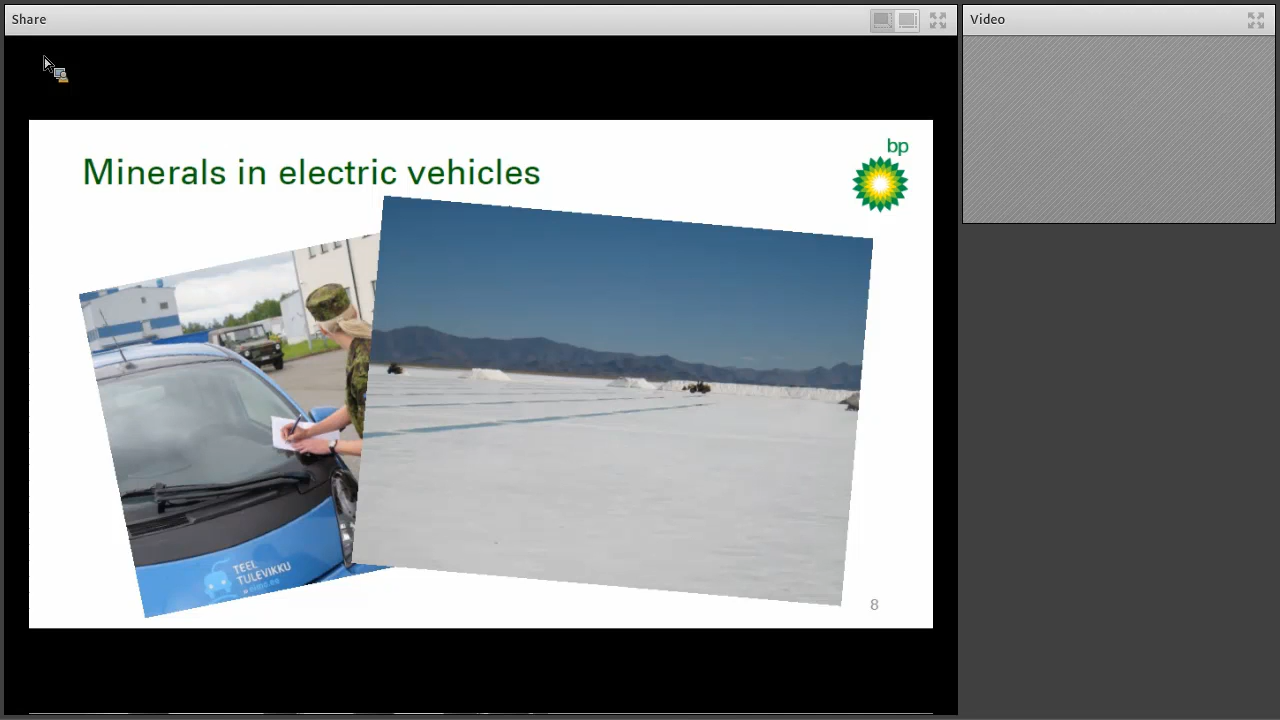 Share
Video
bp
Minerals in electric vehicles
TEEL
TULEVIKKU
8